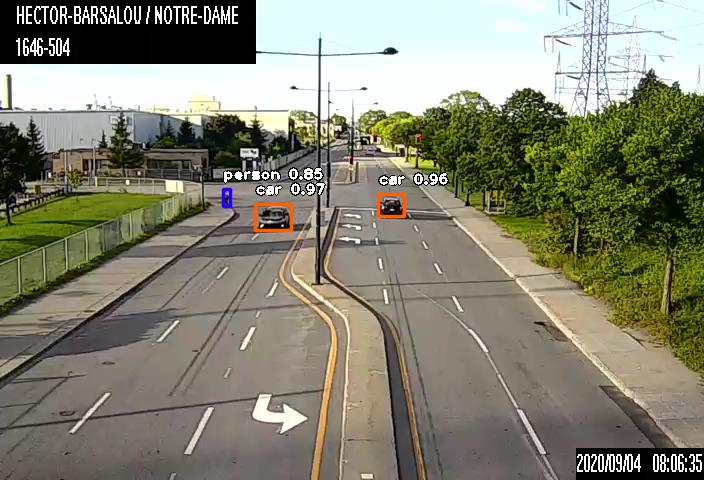 HECTOR-BARSALOU / NOTRE-DAME
1646-504
person 0.85
car 0.97
car 0.96
2020/09/04 08:06:35